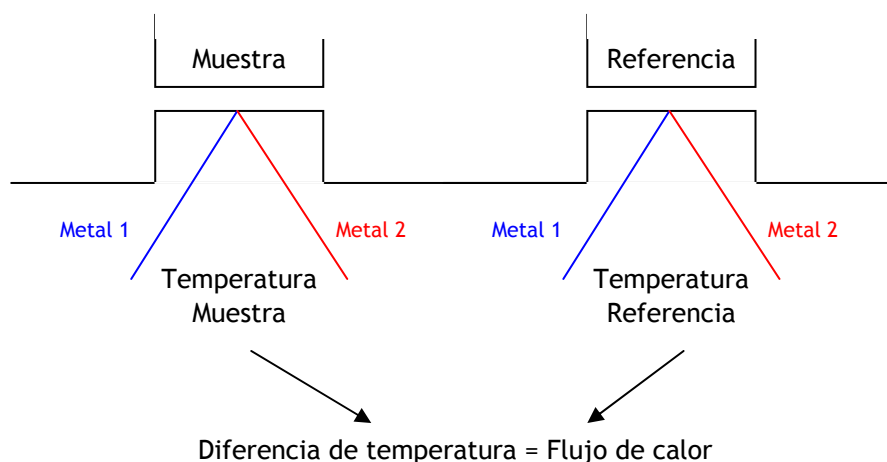 Muestra
Referencia
Metal 1
Metal 2
Metal 1
Metal 2
Temperatura
Muestra
Temperatura
Referencia
Diferencia de temperatura = Flujo de calor